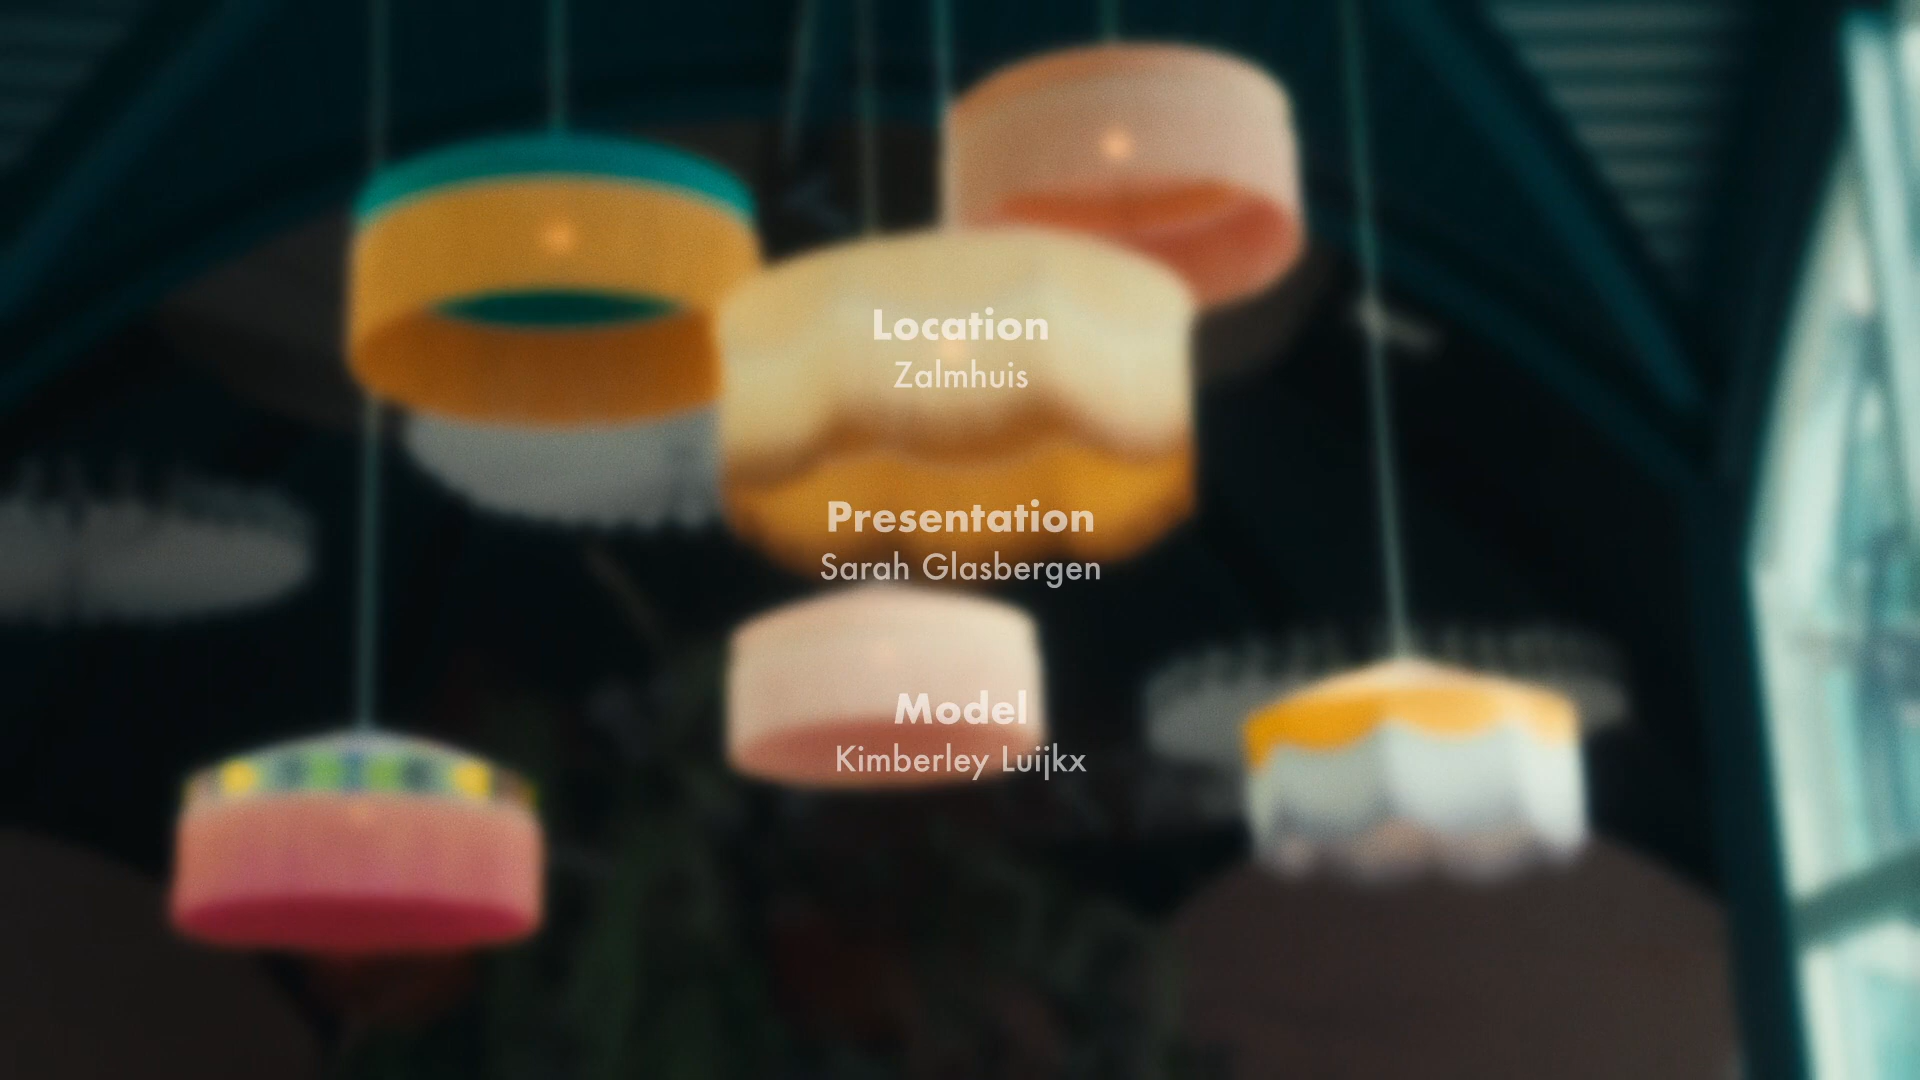 Location
Zalmhuis
Presentation
Sarah Glasbergen
Model
Kimberley Luijkx